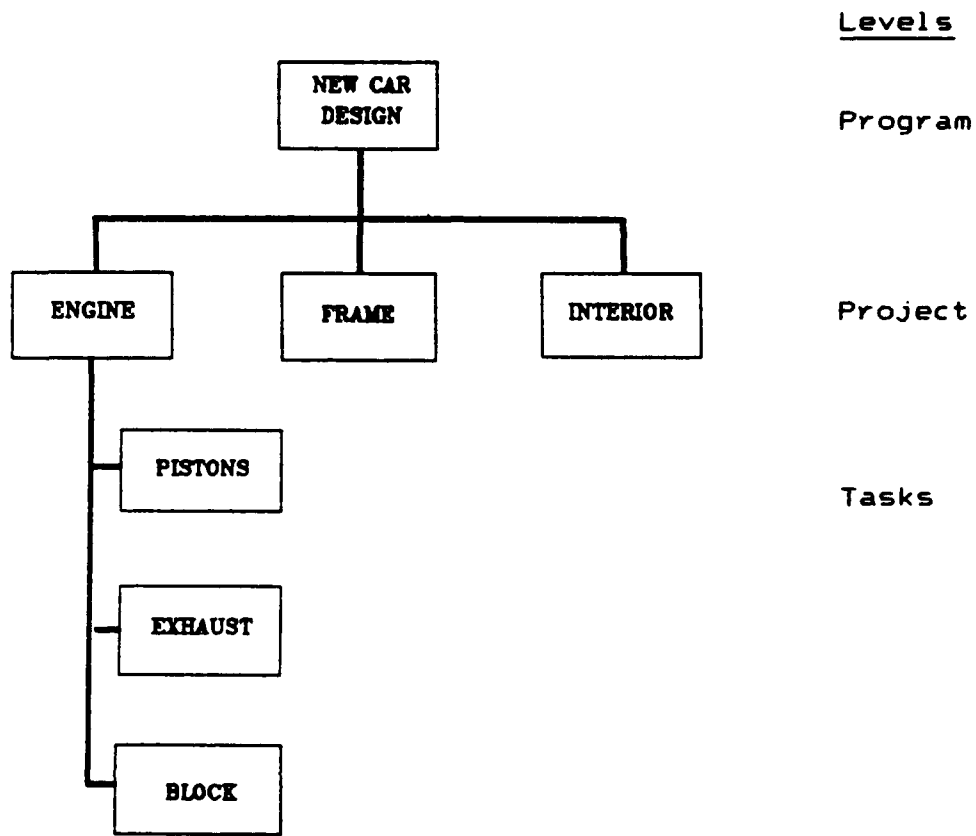 Levels
NEW CAR
DESIGN
Program
ENGINE
FRAME
INTERIOR
Project
PISTONS
Tasks
EXHAUST
BLOCK